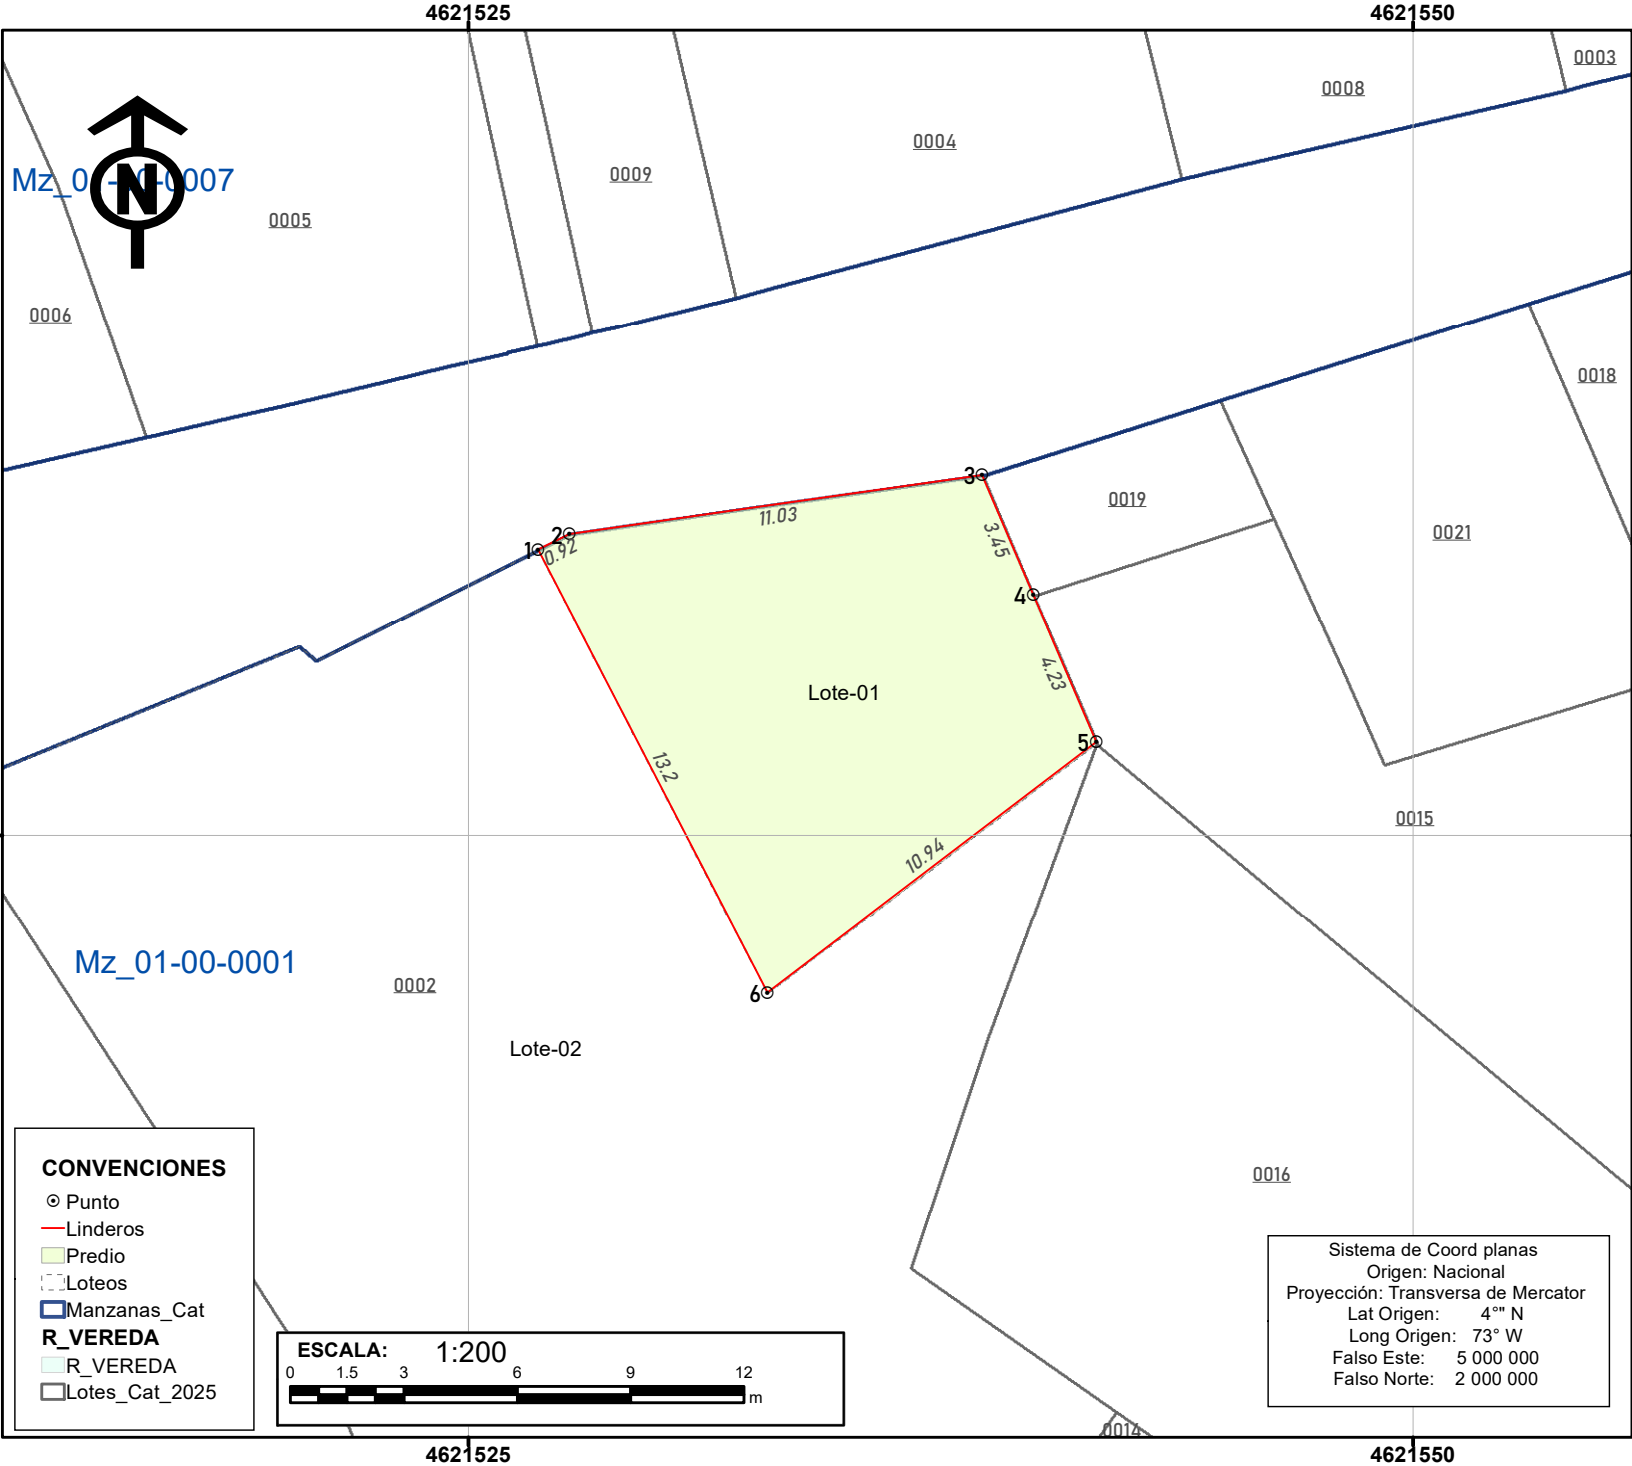 4621525
4621550
0003
0008
0004
0009
Mz_0 - 0-0007
N
0005
0006
0018
3
0019
11.03
2
1
0.92
3.45
0021
4
4.23
Lote-01
5
13.2
0015
10.94
Mz_01-00-0001
0002
6
Lote-02
0016
CONVENCIONES
Punto
Linderos
Predio
Loteos
Manzanas_Cat
R_VEREDA
R_VEREDA
Lotes_Cat_2025
ESCALA: 1:200
0 1.5 3 6 9 12
m
Sistema de Coord planas
Origen: Nacional
Proyección: Transversa de Mercator
Lat Origen: 4°" N
Long Origen: 73° W
Falso Este: 5 000 000
Falso Norte: 2 000 000
0014
4621525
4621550